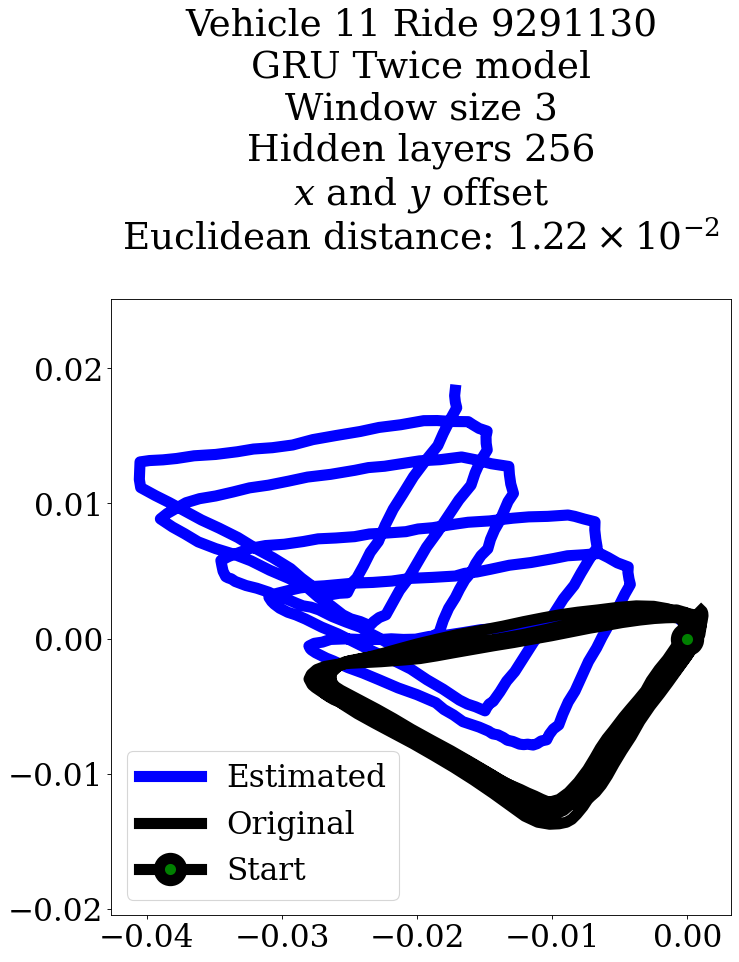 Vehicle 11 Ride 9291130
GRU Twice model
Window size 3
Hidden layers 256
x and y offset
Euclidean distance: 1.22 × 10⁻²
0.02
0.01
0.00
−0.01
−0.02
Estimated
Original
Start
−0.04 −0.03 −0.02 −0.01 0.00